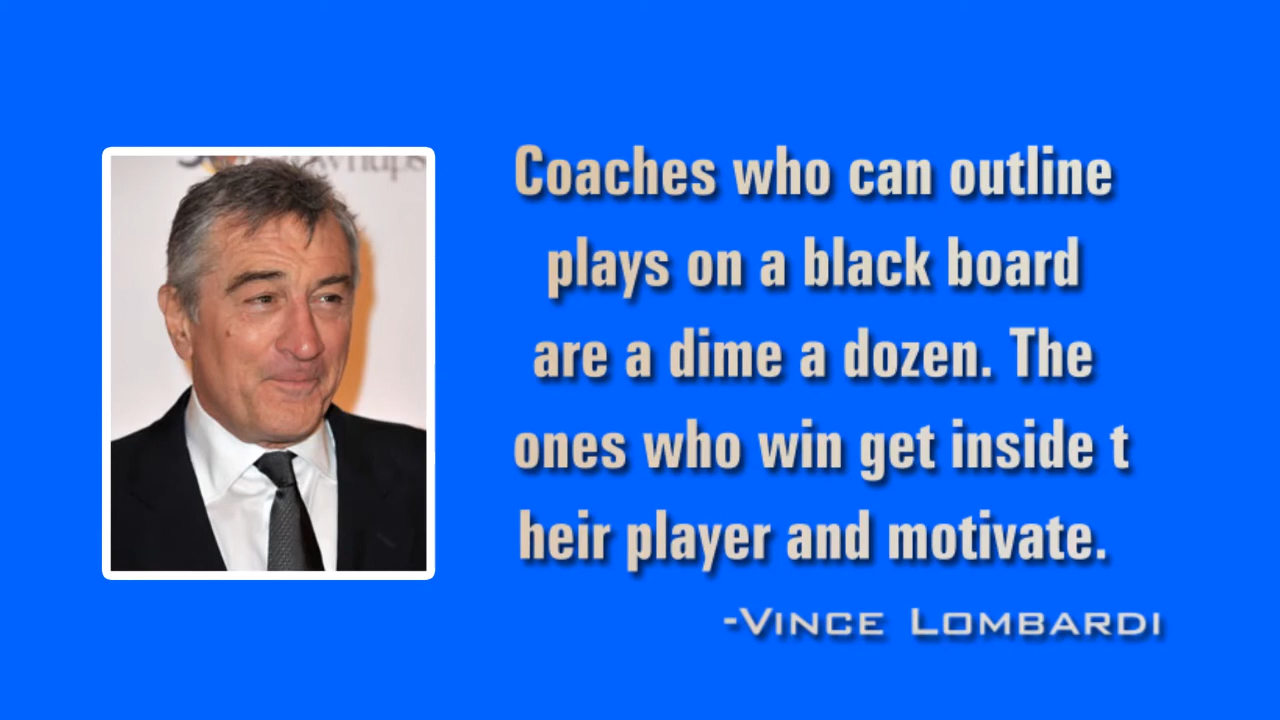 Coaches who can outline
plays on a black board
are a dime a dozen. The
ones who win get inside t
heir player and motivate.
-Vince Lombardi